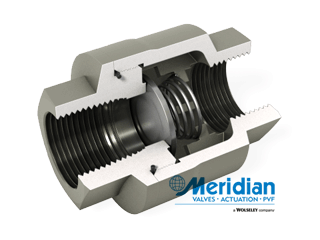 Meridian
VALVES • ACTUATION • PVF
a WOLSELEY company